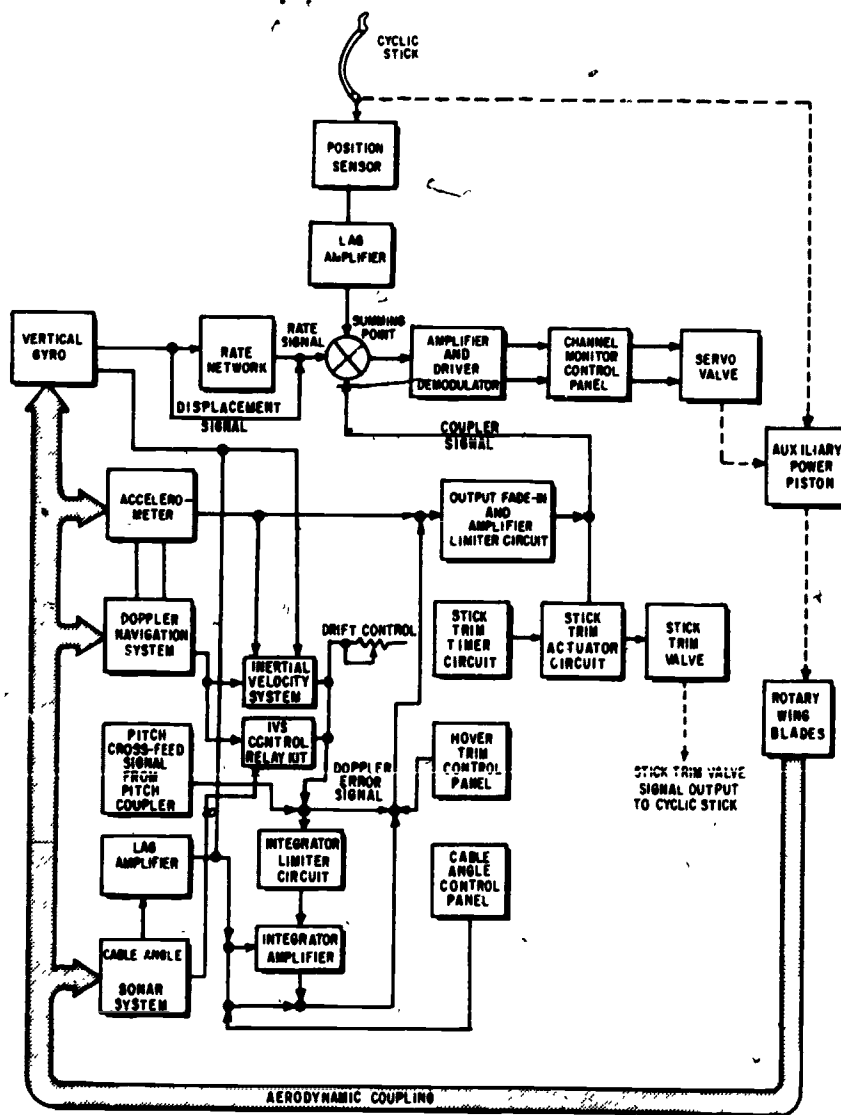 CYCLIC
STICK
POSITION
SENSOR
LAG
AMPLIFIER
VERTICAL
GYRO
RATE
NETWORK
RATE
SIGNAL
SUMMING
POINT
AMPLIFIER
AND
DRIVER
DEMODULATOR
CHANNEL
MONITOR
CONTROL
PANEL
SERVO
VALVE
DISPLACEMENT
SIGNAL
COUPLER
SIGNAL
AUXILIARY
POWER
PISTON
ACCELERO-
METER
OUTPUT FADE-IN
AND
AMPLIFIER
LIMITER CIRCUIT
DOPPLER
NAVIGATION
SYSTEM
DRIFT CONTROL
STICK
TRIM
TIMER
CIRCUIT
STICK
TRIM
ACTUATOR
CIRCUIT
STICK
TRIM
VALVE
INERTIAL
VELOCITY
SYSTEM
ROTARY
WING
BLADES
IVS
CONTROL
RELAY KIT
PITCH
CROSS-FEED
SIGNAL
FROM
PITCH
COUPLER
DOPPLER
ERROR
SIGNAL
HOVER
TRIM
CONTROL
PANEL
STICK TRIM VALVE
SIGNAL OUTPUT
TO CYCLIC STICK
LAG
AMPLIFIER
INTEGRATOR
LIMITER
CIRCUIT
CABLE
ANGLE
CONTROL
PANEL
CABLE ANGLE
SONAR
SYSTEM
INTEGRATOR
AMPLIFIER
AERODYNAMIC COUPLING